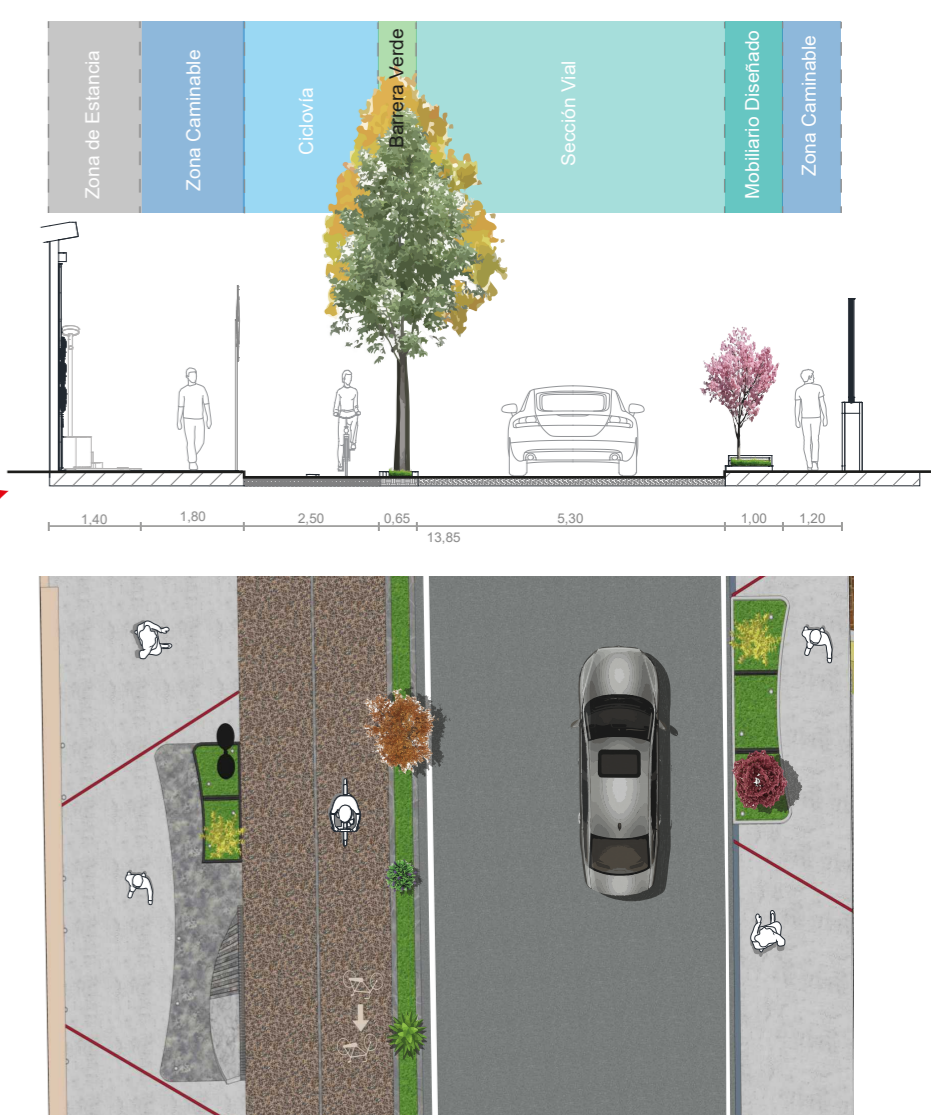 Zona de Estancia
Zona Caminable
Ciclovía
Barrera Verde
Sección Vial
Mobiliario Diseñado
Zona Caminable
1,40
1,80
2,50
0,65
5,30
1,00
1,20
13,85